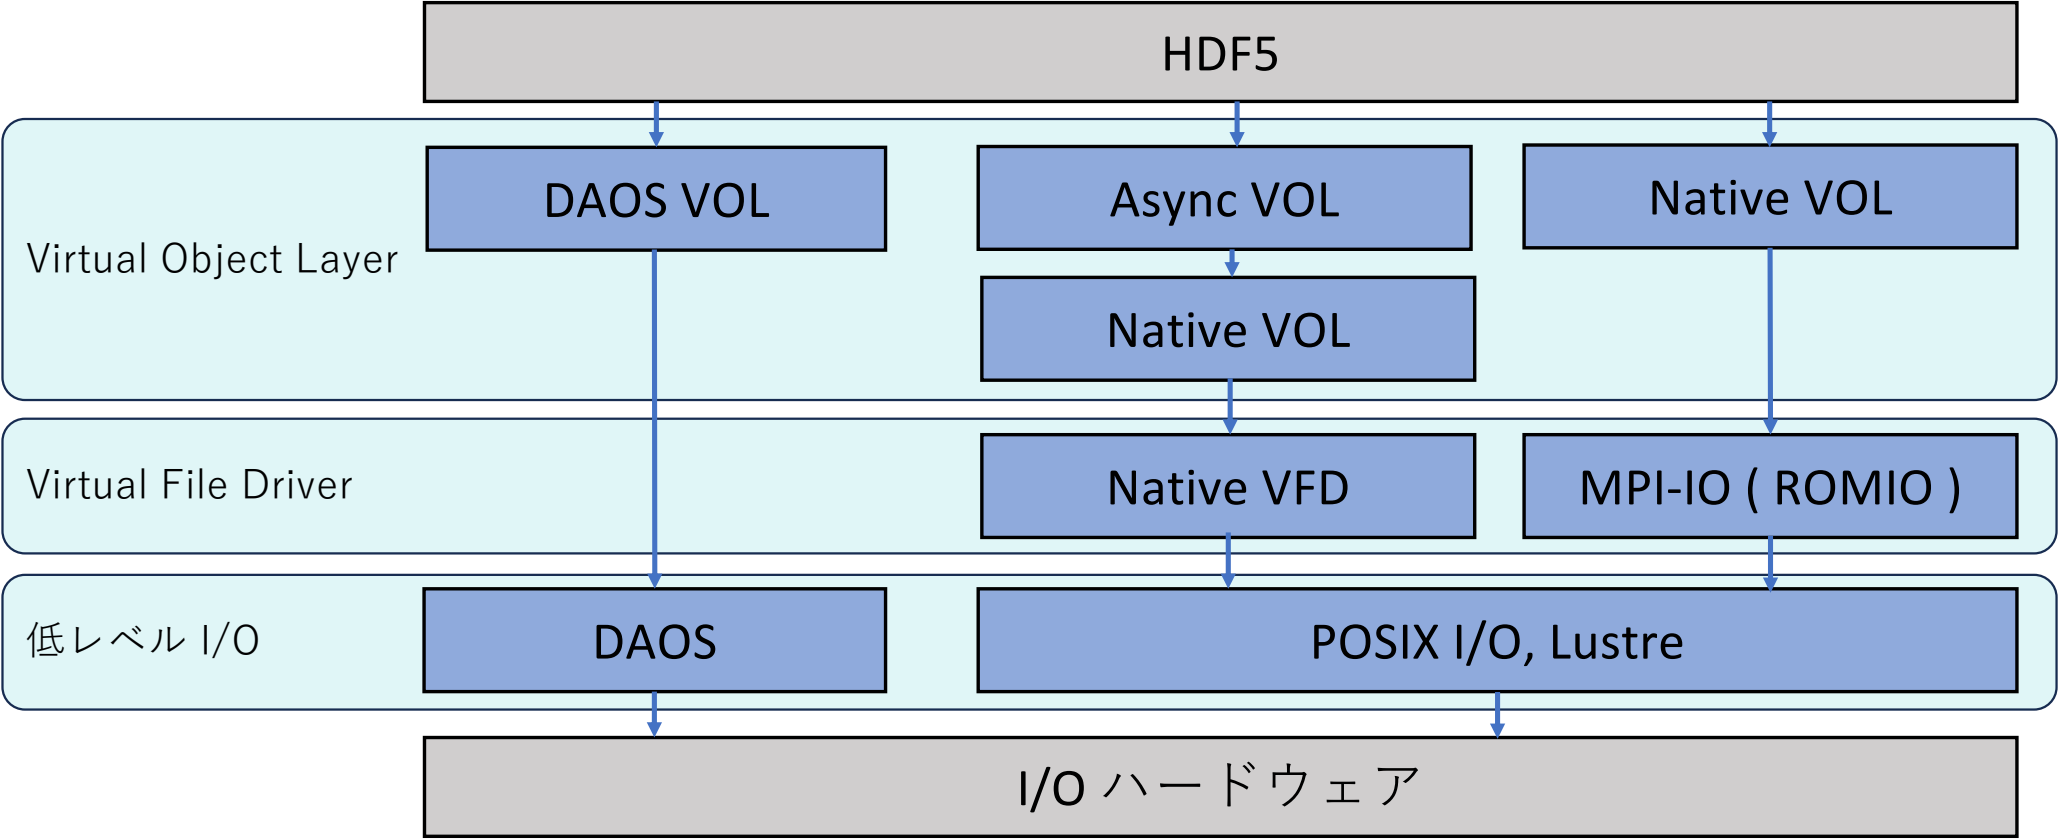 HDF5
DAOS VOL
Async VOL
Native VOL
Virtual Object Layer
Native VOL
Virtual File Driver
Native VFD
MPI-IO ( ROMIO )
低レベル I/O
DAOS
POSIX I/O, Lustre
I/O ハードウェア